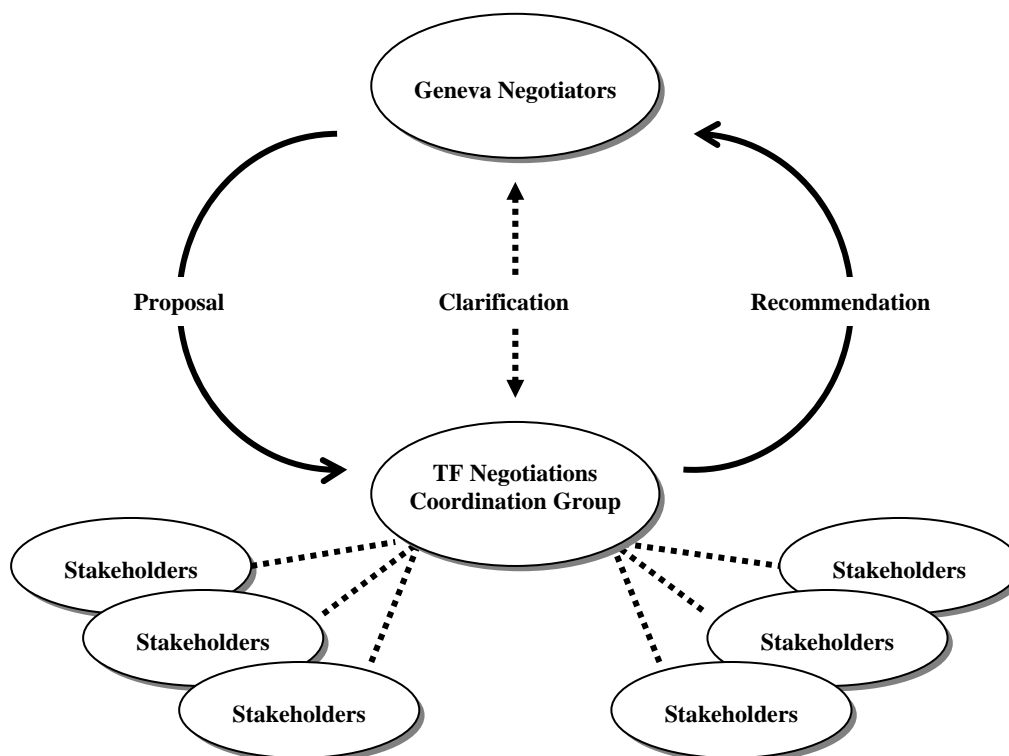 Geneva Negotiators
Proposal
Clarification
Recommendation
TF Negotiations
Coordination Group
Stakeholders
Stakeholders
Stakeholders
Stakeholders
Stakeholders
Stakeholders